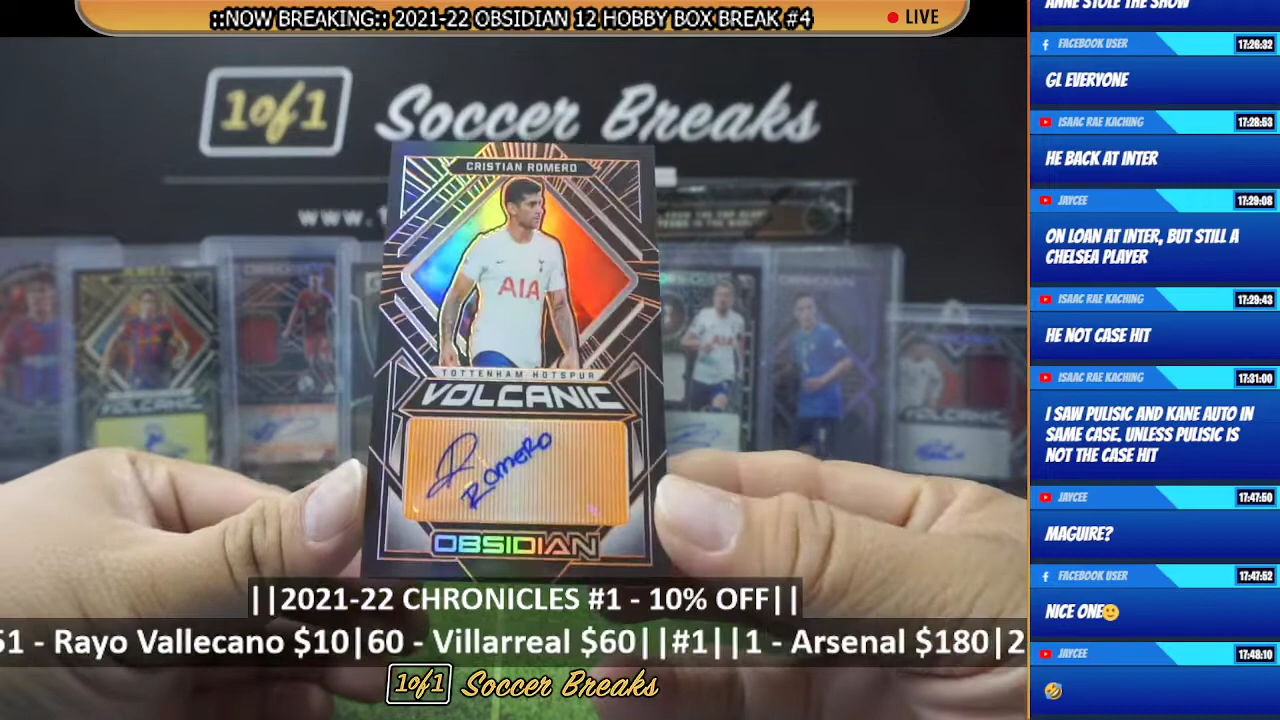 ::NOW BREAKING:: 2021-22 OBSIDIAN 12 HOBBY BOX BREAK #4
LIVE
1of1 Soccer Breaks
www.1
CRISTIAN ROMERO
AIA
TOTTENHAM HOTSPUR
VOLCANIC
ROMERO
OBSIDIAN
AIA
||2021-22 CHRONICLES #1 - 10% OFF||
51 - Rayo Vallecano $10|60 - Villarreal $60||#1||1 - Arsenal $180|2
1of1 Soccer Breaks
ANNE STOLE THE SHOW
FACEBOOK USER 17:26:32
GL EVERYONE
ISAAC RAE KACHING 17:28:53
HE BACK AT INTER
JAYCEE 17:29:08
ON LOAN AT INTER, BUT STILL A
CHELSEA PLAYER
ISAAC RAE KACHING 17:29:43
HE NOT CASE HIT
ISAAC RAE KACHING 17:31:00
I SAW PULISIC AND KANE AUTO IN
SAME CASE. UNLESS PULISIC IS
NOT THE CASE HIT
JAYCEE 17:47:50
MAGUIRE?
FACEBOOK USER 17:47:52
NICE ONE🙂
JAYCEE 17:48:10
🤣